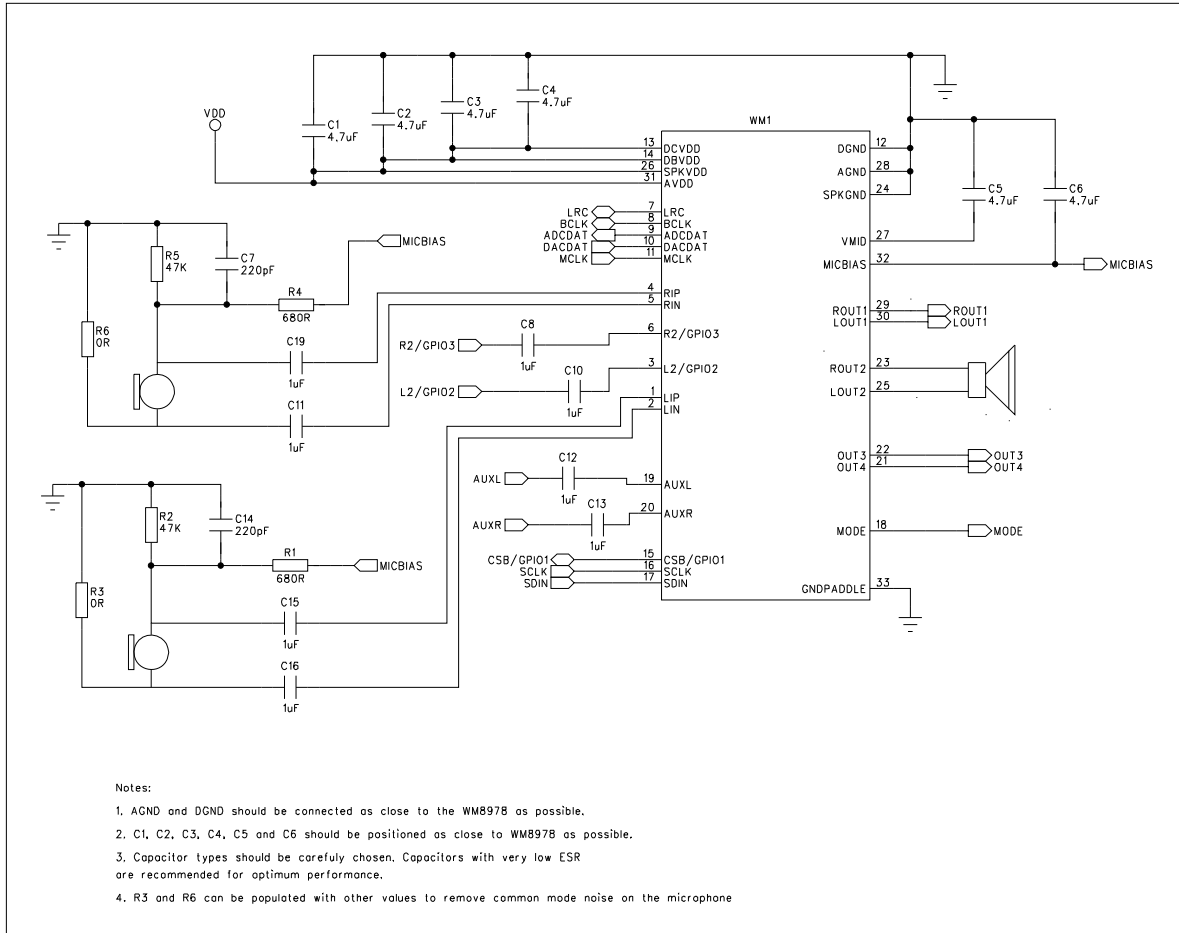 VDD
C1
4.7uF
C2
4.7uF
C3
4.7uF
C4
4.7uF
WM1
13 DCVDD
14 DBVDD
26 SPKVDD
31 AVDD
DGND 12
AGND 28
SPKGND 24
C5
4.7uF
C6
4.7uF
LRC 7 LRC
BCLK 8 BCLK
ADCDAT 9 ADCDAT
DACDAT 10 DACDAT
MCLK 11 MCLK
VMID 27
MICBIAS 32 MICBIAS
R5
47K
C7
220pF
MICBIAS
R4
680R
4 RIP
5 RIN
R6
0R
C19
1uF
C11
1uF
R2/GPIO3
C8
1uF
6 R2/GPIO3
L2/GPIO2
C10
1uF
3 L2/GPIO2
1 LIP
2 LIN
ROUT1 29 ROUT1
LOUT1 30 LOUT1
ROUT2 23
LOUT2 25
OUT3 22 OUT3
OUT4 21 OUT4
AUXL
C12
1uF
19 AUXL
AUXR
C13
1uF
20 AUXR
MODE 18 MODE
CSB/GPIO1 15 CSB/GPIO1
SCLK 16 SCLK
SDIN 17 SDIN
GNDPADDLE 33
R2
47K
C14
220pF
R1
680R
MICBIAS
R3
0R
C15
1uF
C16
1uF
Notes:
1. AGND and DGND should be connected as close to the WM8978 as possible.
2. C1, C2, C3, C4, C5 and C6 should be positioned as close to WM8978 as possible.
3. Capacitor types should be carefuly chosen. Capacitors with very low ESR
are recommended for optimum performance.
4. R3 and R6 can be populated with other values to remove common mode noise on the microphone